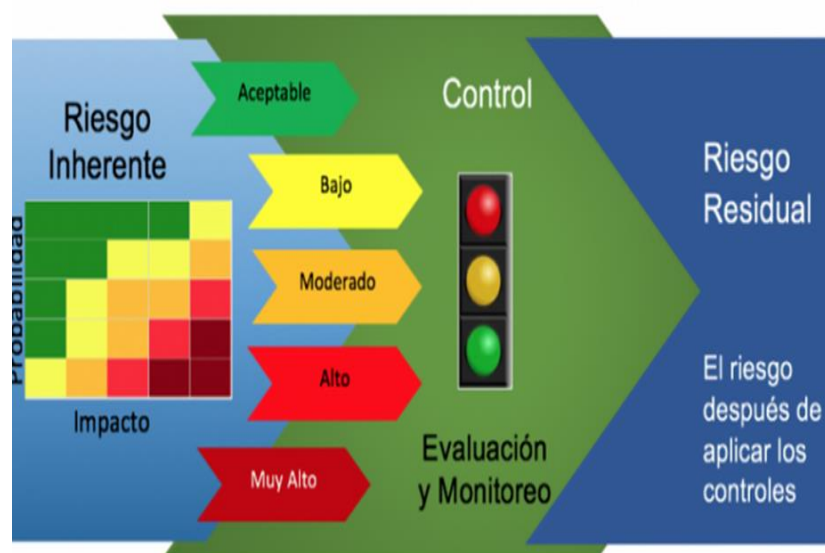 Riesgo
Inherente
Probabilidad
Impacto
Aceptable
Bajo
Moderado
Alto
Muy Alto
Control
Evaluación
y Monitoreo
Riesgo
Residual
El riesgo
después de
aplicar los
controles